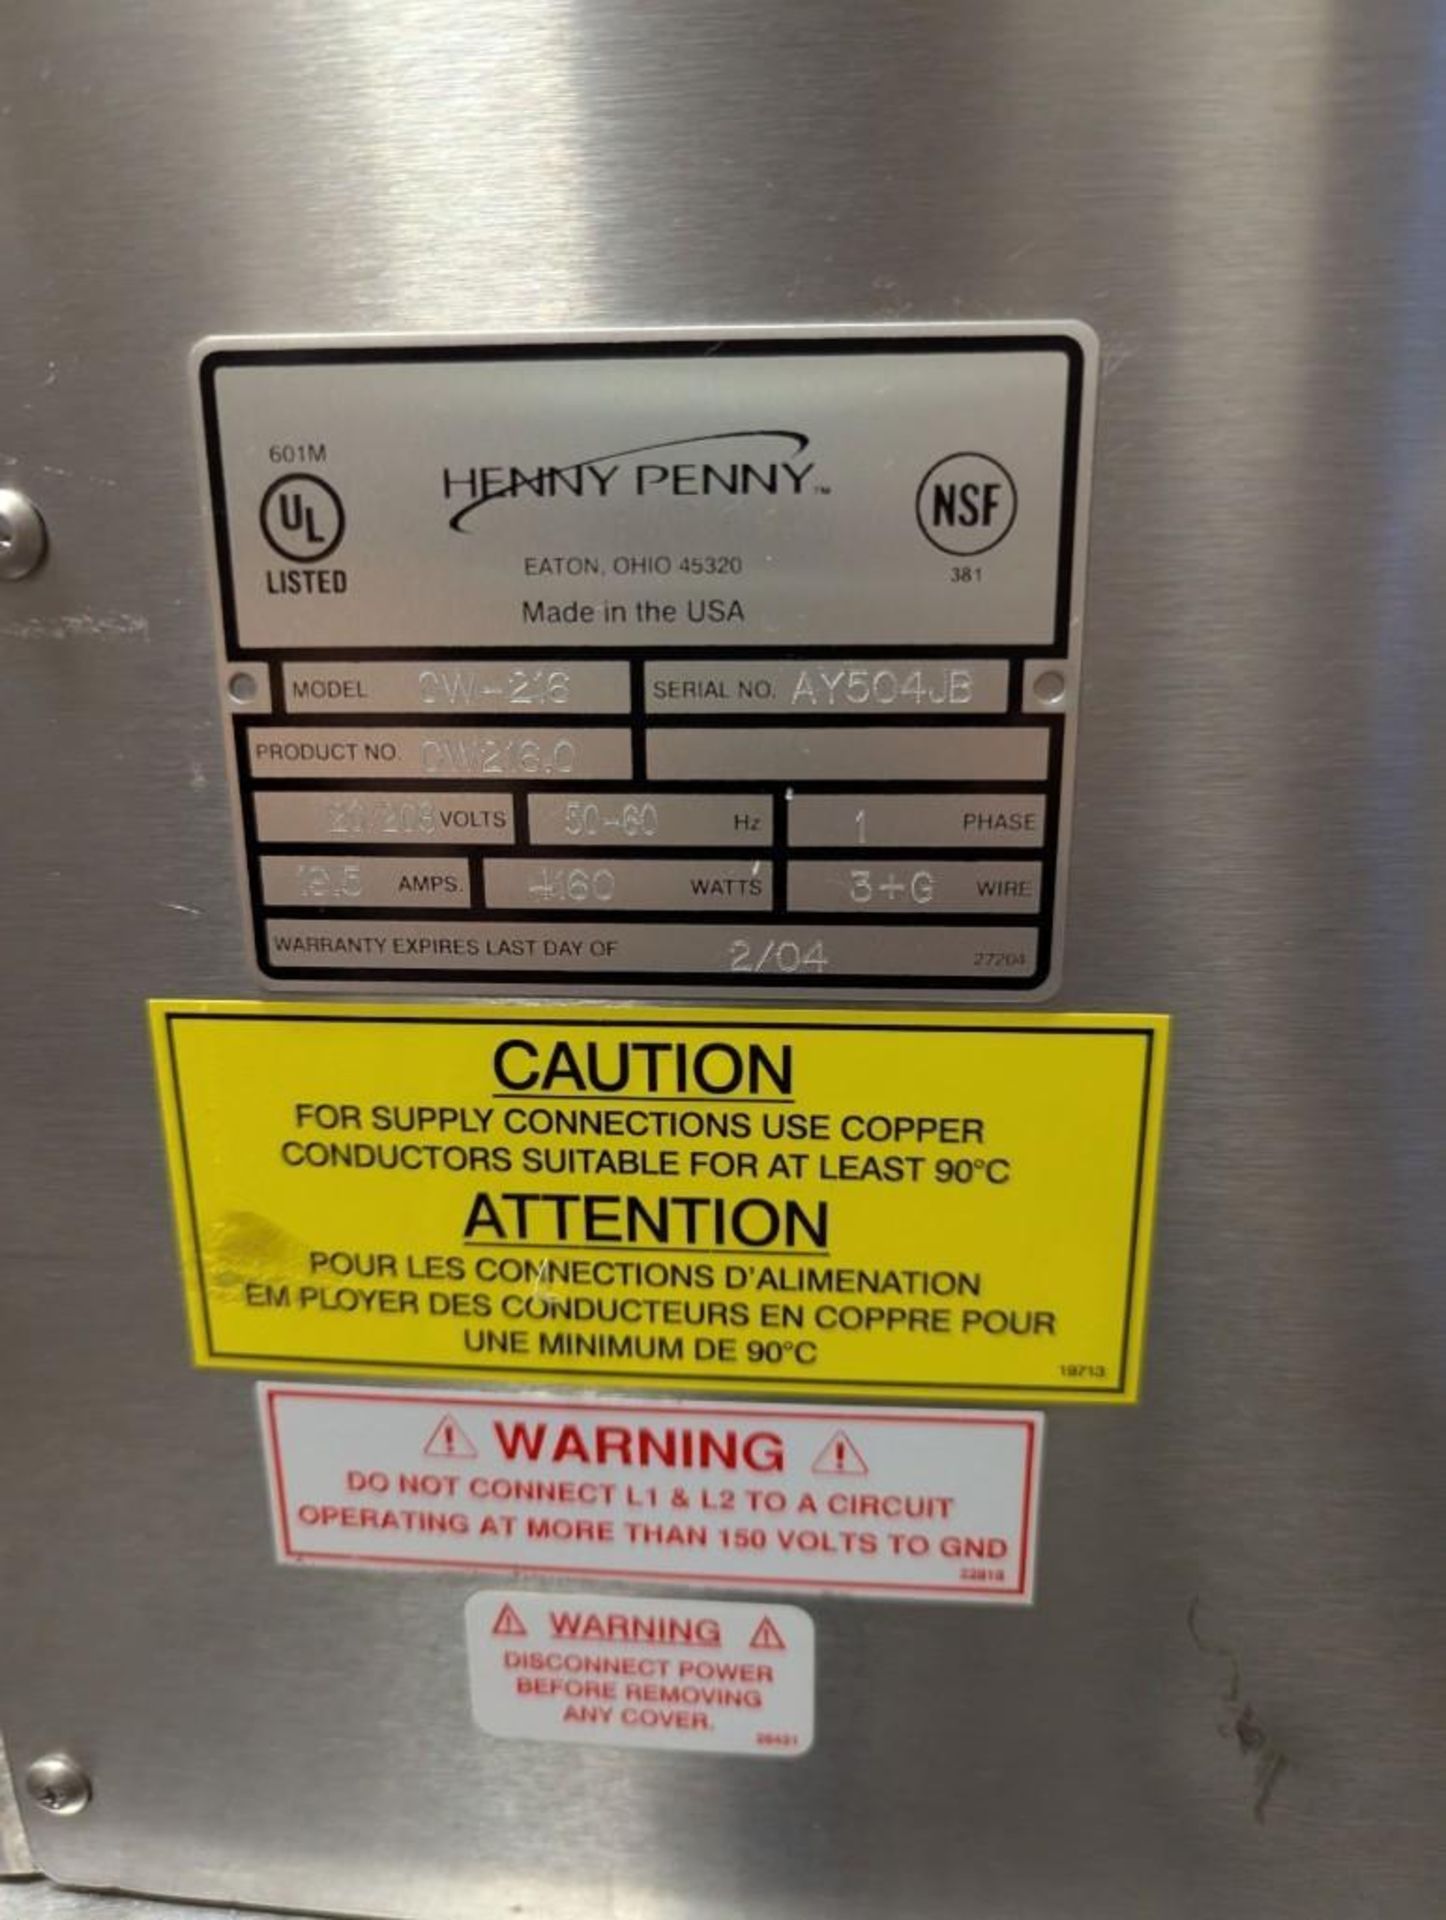 601M
UL
LISTED
HENNY PENNY™
EATON, OHIO 45320
Made in the USA
NSF
381
MODEL
SERIAL NO. AY504JB
PRODUCT NO.
VOLTS 50-60 Hz 1 PHASE
AMPS. WATTS 3+G WIRE
WARRANTY EXPIRES LAST DAY OF 2/04 27204
CAUTION
FOR SUPPLY CONNECTIONS USE COPPER
CONDUCTORS SUITABLE FOR AT LEAST 90°C
ATTENTION
POUR LES CONNECTIONS D'ALIMENATION
EM PLOYER DES CONDUCTEURS EN COPPRE POUR
UNE MINIMUM DE 90°C
19713
WARNING
DO NOT CONNECT L1 & L2 TO A CIRCUIT
OPERATING AT MORE THAN 150 VOLTS TO GND
WARNING
DISCONNECT POWER
BEFORE REMOVING
ANY COVER.